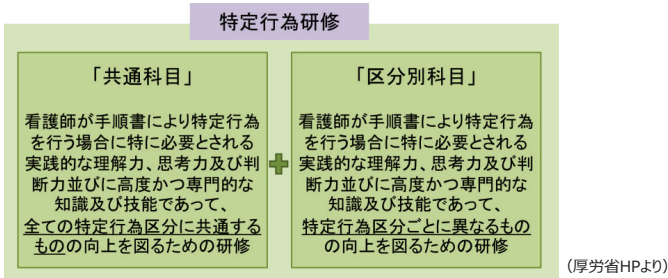 特定行為研修
「共通科目」
看護師が手順書により特定行為
を行う場合に特に必要とされる
実践的な理解力、思考力及び判
断力並びに高度かつ専門的な
知識及び技能であって、
全ての特定行為区分に共通する
ものの向上を図るための研修
「区分別科目」
看護師が手順書により特定行為
を行う場合に特に必要とされる
実践的な理解力、思考力及び判
断力並びに高度かつ専門的な
知識及び技能であって、
特定行為区分ごとに異なるもの
の向上を図るための研修
(厚労省HPより)